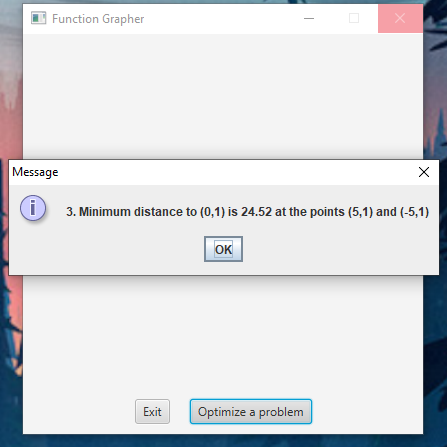 Function Grapher
Message
3. Minimum distance to (0,1) is 24.52 at the points (5,1) and (-5,1)
OK
Exit
Optimize a problem